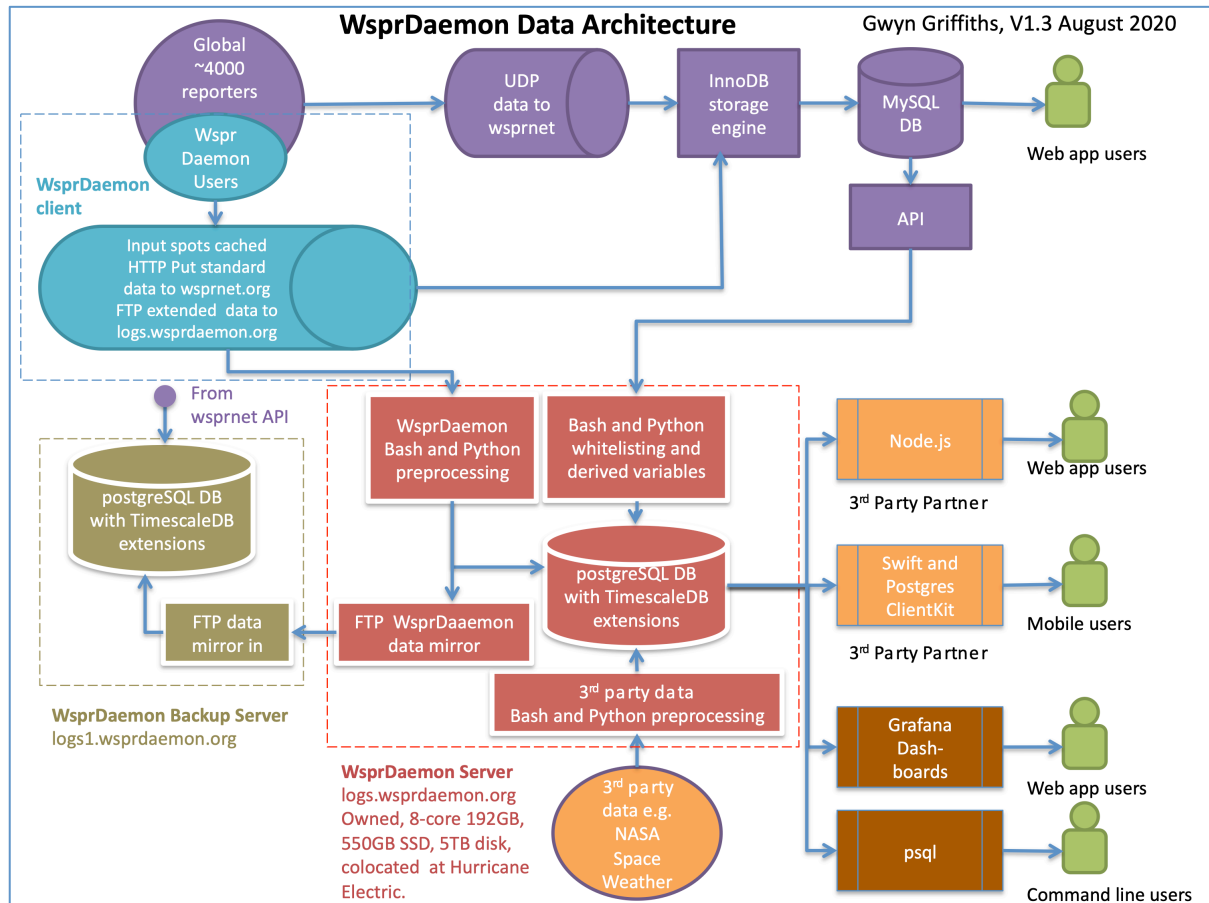 WsprDaemon Data Architecture
Gwyn Griffiths, V1.3 August 2020
Global
~4000
reporters
UDP
data to
wsprnet
InnoDB
storage
engine
MySQL
DB
Web app users
Wspr
Daemon
Users
WsprDaemon
client
API
Input spots cached
HTTP Put standard
data to wsprnet.org
FTP extended data to
logs.wsprdaemon.org
From
wsprnet API
WsprDaemon
Bash and Python
preprocessing
Bash and Python
whitelisting and
derived variables
Node.js
Web app users
3rd Party Partner
postgreSQL DB
with TimescaleDB
extensions
postgreSQL DB
with TimescaleDB
extensions
Swift and
Postgres
ClientKit
Mobile users
3rd Party Partner
FTP data
mirror in
FTP WsprDaaemon
data mirror
3rd party data
Bash and Python preprocessing
WsprDaemon Backup Server
logs1.wsprdaemon.org
Grafana
Dash-
boards
Web app users
WsprDaemon Server
logs.wsprdaemon.org
Owned, 8-core 192GB,
550GB SSD, 5TB disk,
colocated at Hurricane
Electric.
3rd party
data e.g.
NASA
Space
Weather
psql
Command line users